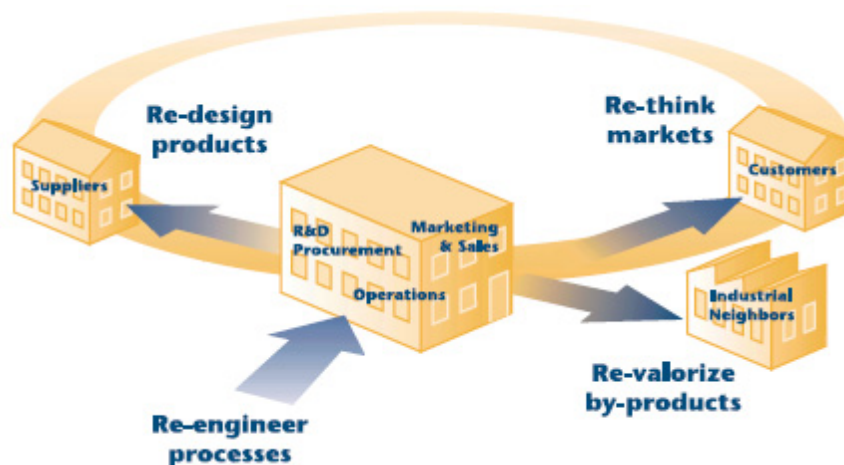 Re-design
products
Re-think
markets
Suppliers
Customers
R&D
Procurement
Marketing
& Sales
Operations
Industrial
Neighbors
Re-valorize
by-products
Re-engineer
processes